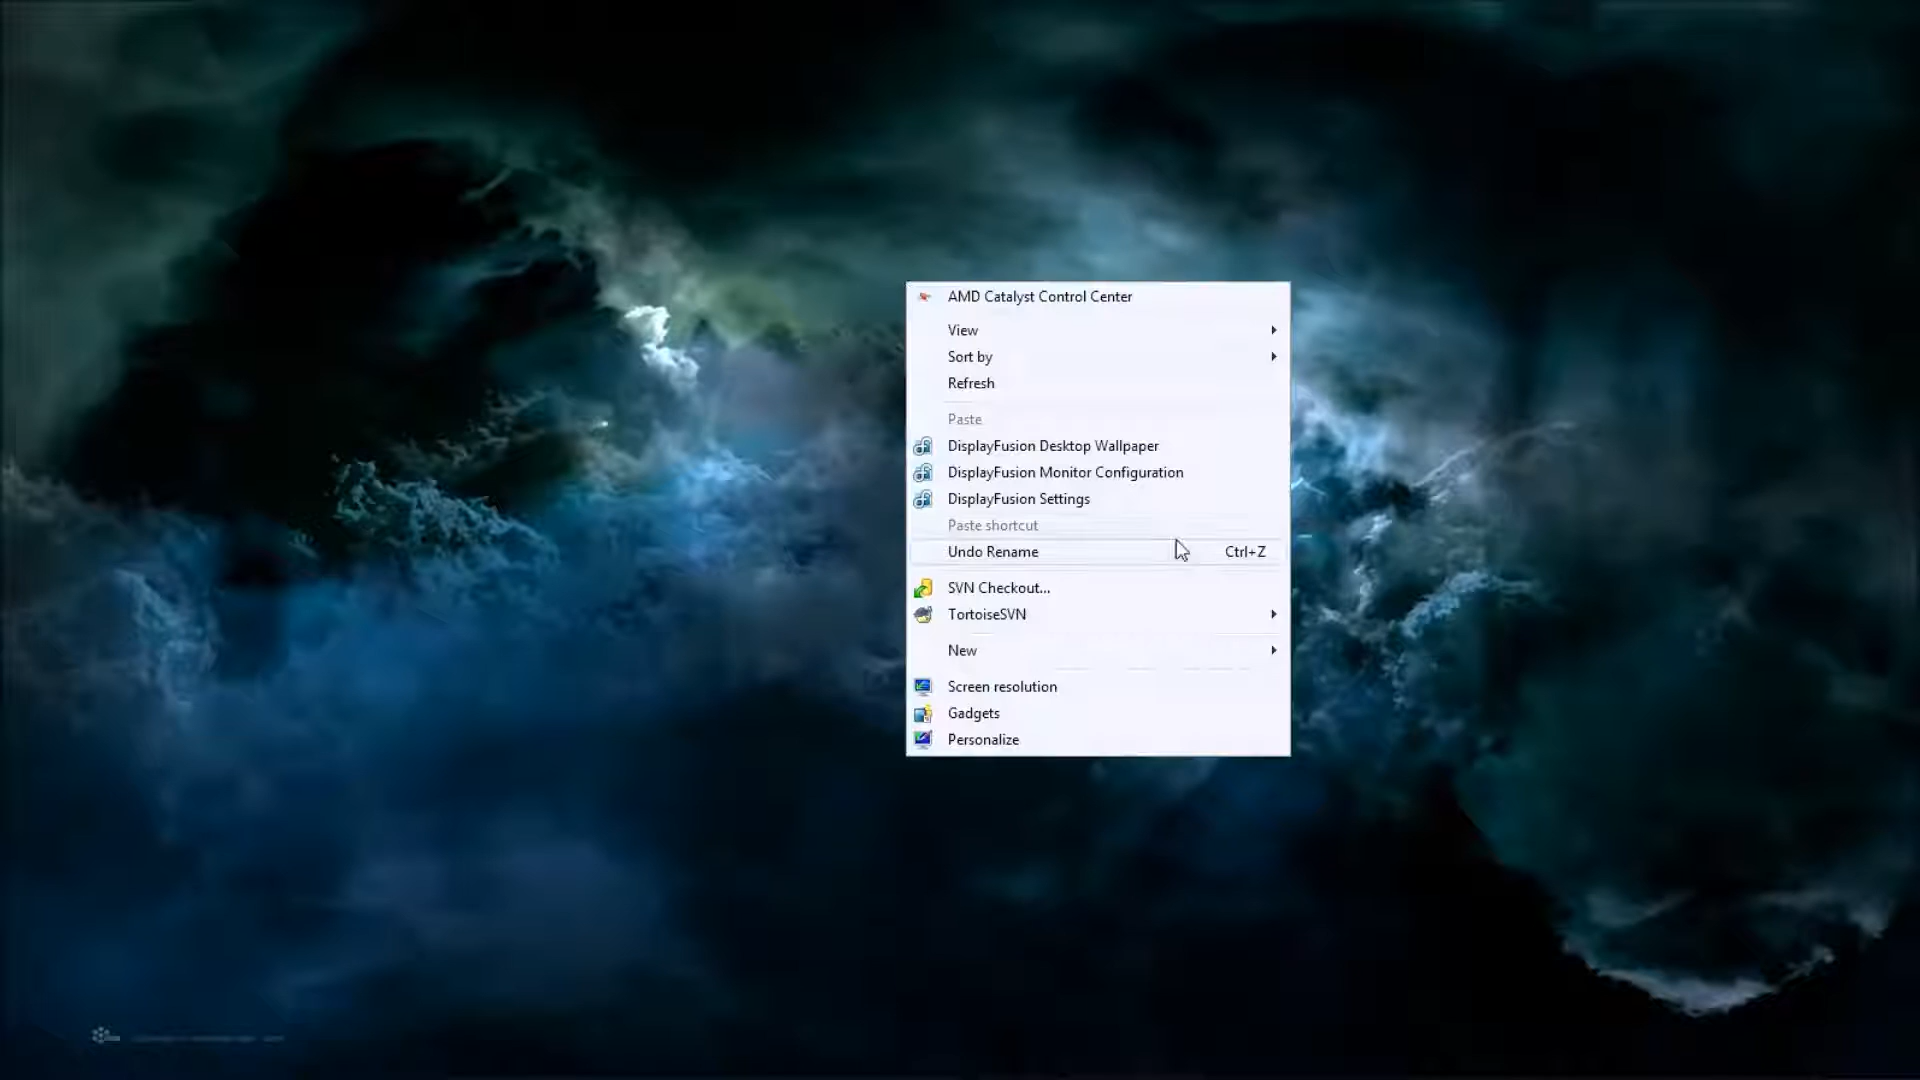 AMD Catalyst Control Center
View
Sort by
Refresh
Paste
DisplayFusion Desktop Wallpaper
DisplayFusion Monitor Configuration
DisplayFusion Settings
Paste shortcut
Undo Rename Ctrl+Z
SVN Checkout...
TortoiseSVN
New
Screen resolution
Gadgets
Personalize